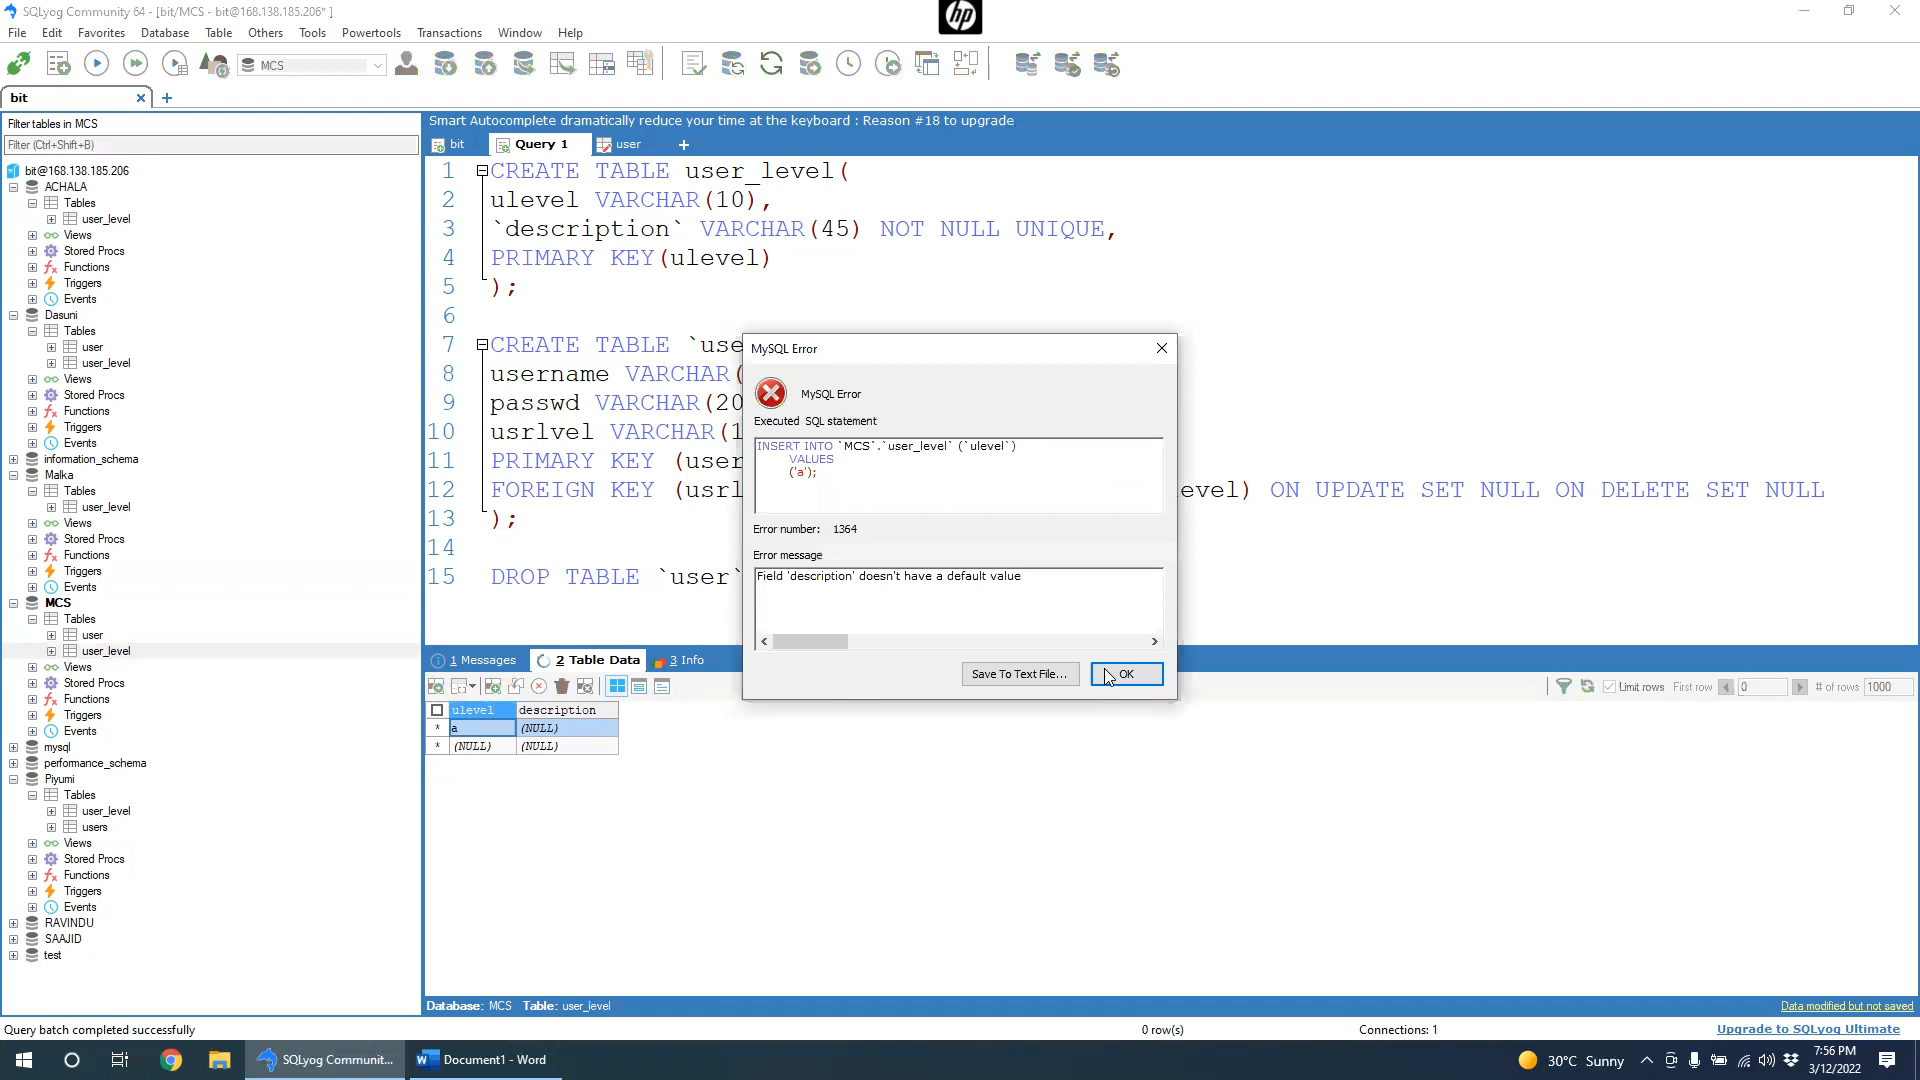 SQLyog Community 64 - [bit/MCS - bit@168.138.185.206* ]
hp
File Edit Favorites Database Table Others Tools Powertools Transactions Window Help
MCS
bit
Filter tables in MCS
Filter (Ctrl+Shift+B)
bit@168.138.185.206
ACHALA
Tables
user_level
Views
Stored Procs
Functions
Triggers
Events
Dasuni
Tables
user
user_level
Views
Stored Procs
Functions
Triggers
Events
information_schema
Malka
Tables
user_level
Views
Stored Procs
Functions
Triggers
Events
MCS
Tables
user
user_level
Views
Stored Procs
Functions
Triggers
Events
mysql
performance_schema
Piyumi
Tables
user_level
users
Views
Stored Procs
Functions
Triggers
Events
RAVINDU
SAAJID
test
Smart Autocomplete dramatically reduce your time at the keyboard : Reason #18 to upgrade
bit Query 1 user +
1 CREATE TABLE user_level(
2 ulevel VARCHAR(10),
3 `description` VARCHAR(45) NOT NULL UNIQUE,
4 PRIMARY KEY(ulevel)
5 );
6
7 CREATE TABLE `use
8 username VARCHAR(
9 passwd VARCHAR(20
10 usrlvel VARCHAR(1
11 PRIMARY KEY (user
12 FOREIGN KEY (usrl evel) ON UPDATE SET NULL ON DELETE SET NULL
13 );
14
15 DROP TABLE `user`
MySQL Error
MySQL Error
Executed SQL statement
INSERT INTO `MCS`.`user_level` (`ulevel`)
VALUES
('a');
Error number: 1364
Error message
Field 'description' doesn't have a default value
Save To Text File... OK
1 Messages 2 Table Data 3 Info
Limit rows First row 0 # of rows 1000
ulevel description
* a (NULL)
* (NULL) (NULL)
Database: MCS Table: user_level Data modified but not saved
Query batch completed successfully 0 row(s) Connections: 1 Upgrade to SQLyog Ultimate
SQLyog Communit... Document1 - Word 30°C Sunny 7:56 PM
3/12/2022